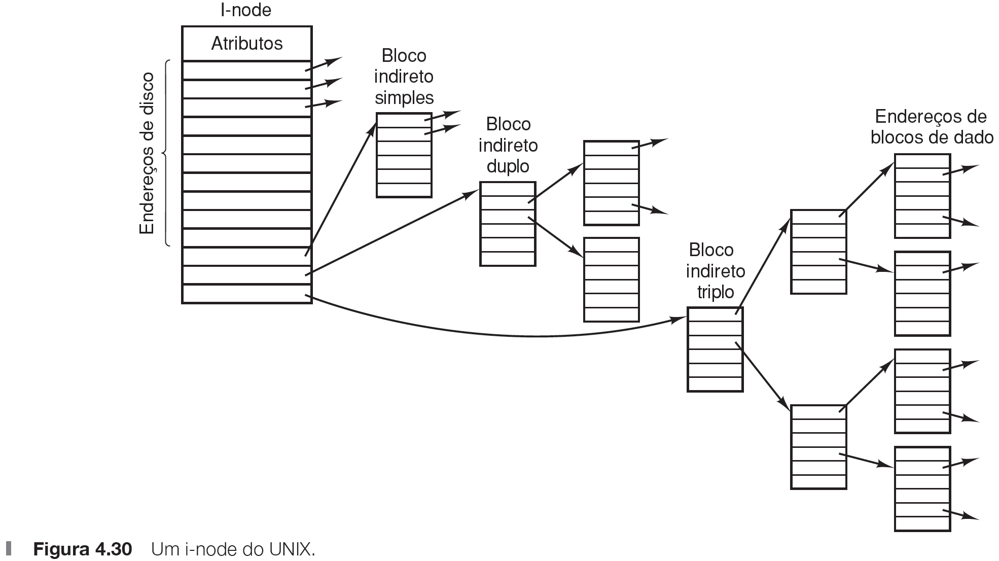 I-node
Atributos
Endereços de disco
Bloco
indireto
simples
Bloco
indireto
duplo
Bloco
indireto
triplo
Endereços de
blocos de dado
Figura 4.30 Um i-node do UNIX.